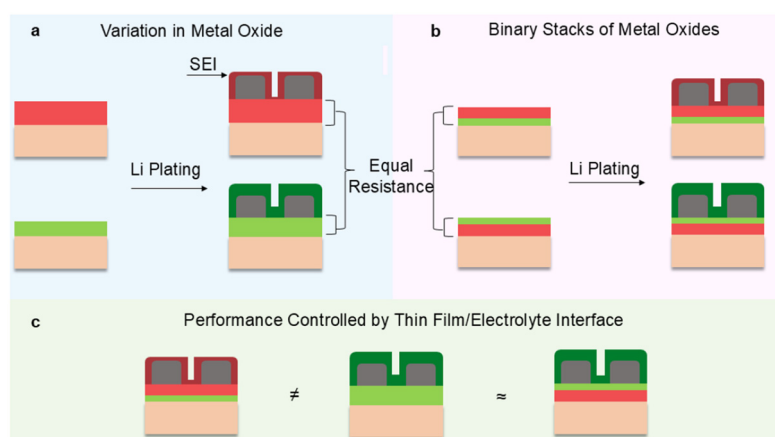 a Variation in Metal Oxide
b Binary Stacks of Metal Oxides
SEI
Li Plating
Equal
Resistance
Li Plating
c Performance Controlled by Thin Film/Electrolyte Interface
≠
≈